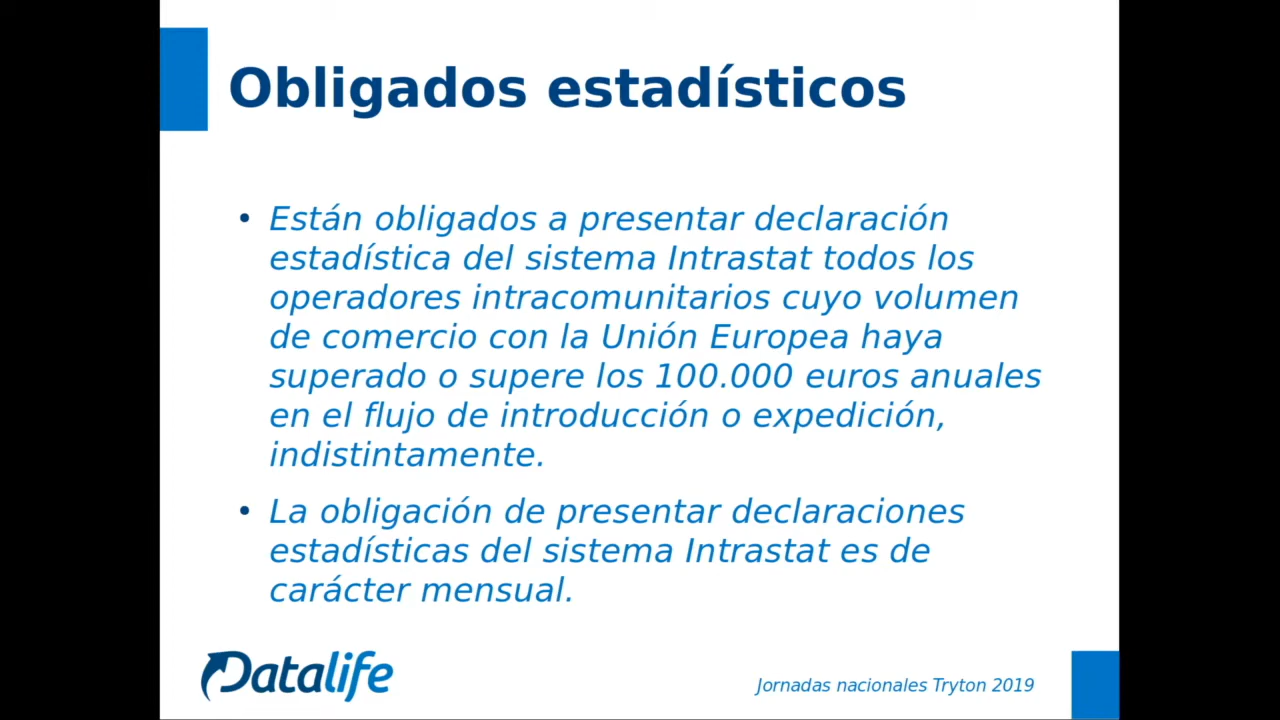 Obligados estadísticos
• Están obligados a presentar declaración
estadística del sistema Intrastat todos los
operadores intracomunitarios cuyo volumen
de comercio con la Unión Europea haya
superado o supere los 100.000 euros anuales
en el flujo de introducción o expedición,
indistintamente.
• La obligación de presentar declaraciones
estadísticas del sistema Intrastat es de
carácter mensual.
Datalife
Jornadas nacionales Tryton 2019